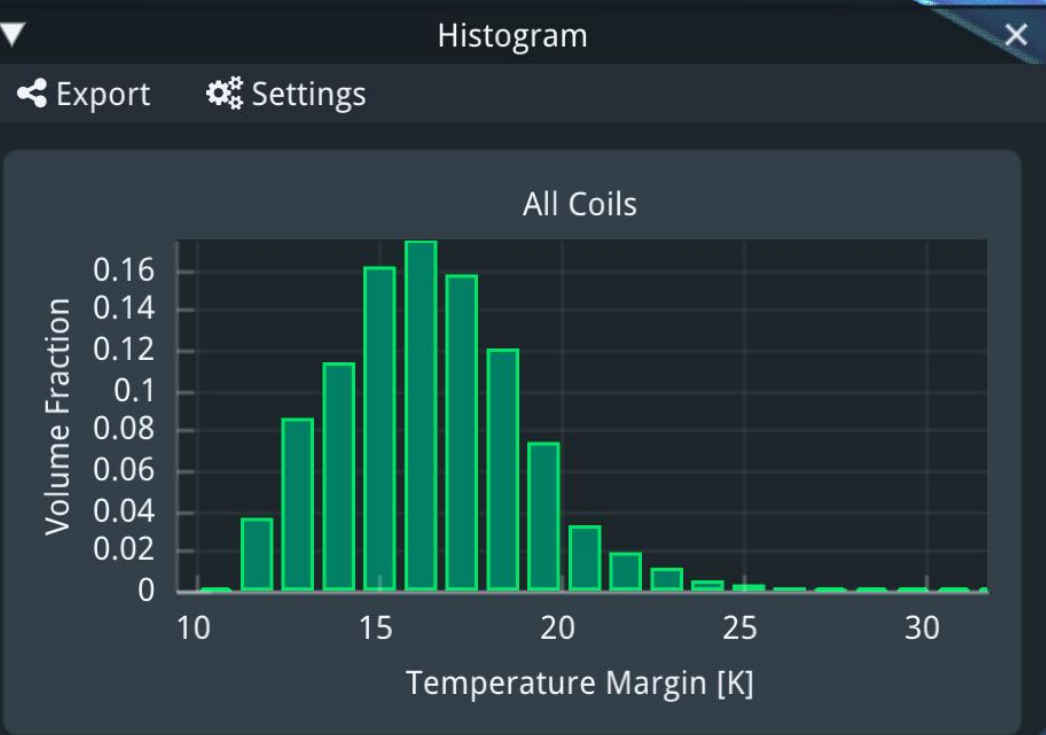 Histogram
Export Settings
All Coils
Volume Fraction
0.16
0.14
0.12
0.1
0.08
0.06
0.04
0.02
0
10 15 20 25 30
Temperature Margin [K]